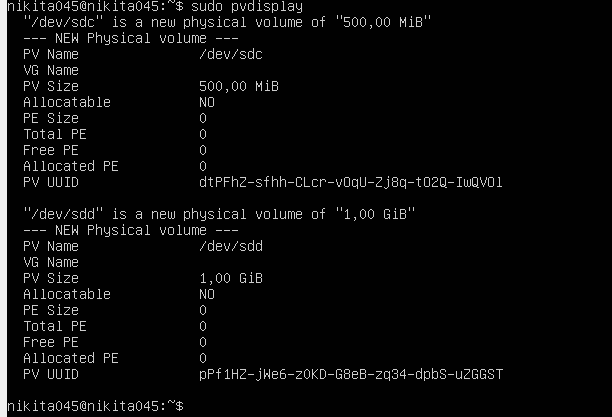 nikita045@nikita045:~$ sudo pvdisplay
"/dev/sdc" is a new physical volume of "500,00 MiB"
--- NEW Physical volume ---
PV Name /dev/sdc
VG Name
PV Size 500,00 MiB
Allocatable NO
PE Size 0
Total PE 0
Free PE 0
Allocated PE 0
PV UUID dtPFhZ-sfhh-CLcr-vOqU-Zj8q-tO2Q-IwQVOl
"/dev/sdd" is a new physical volume of "1,00 GiB"
--- NEW Physical volume ---
PV Name /dev/sdd
VG Name
PV Size 1,00 GiB
Allocatable NO
PE Size 0
Total PE 0
Free PE 0
Allocated PE 0
PV UUID pPf1HZ-jWe6-zOKD-G8eB-zq34-dpbS-uZGGST
nikita045@nikita045:~$